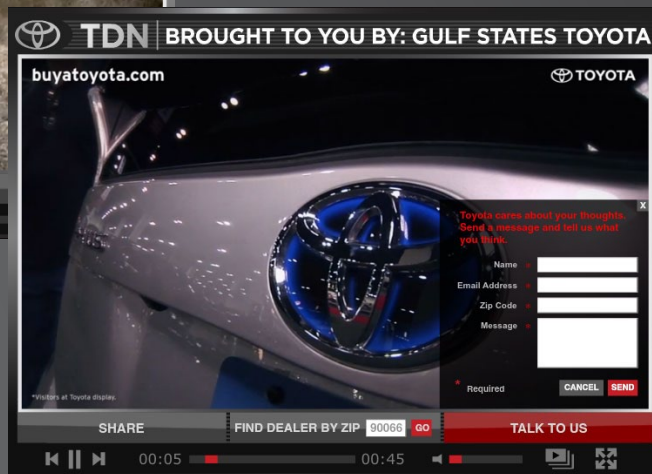 TDN BROUGHT TO YOU BY: GULF STATES TOYOTA
buyatoyota.com
TOYOTA
X
Toyota cares about your thoughts.
Send a message and tell us what
you think.
Name *
Email Address *
Zip Code *
Message *
* Required
CANCEL SEND
*Visitors at Toyota display.
SHARE
FIND DEALER BY ZIP 90066 GO
TALK TO US
00:05
00:45